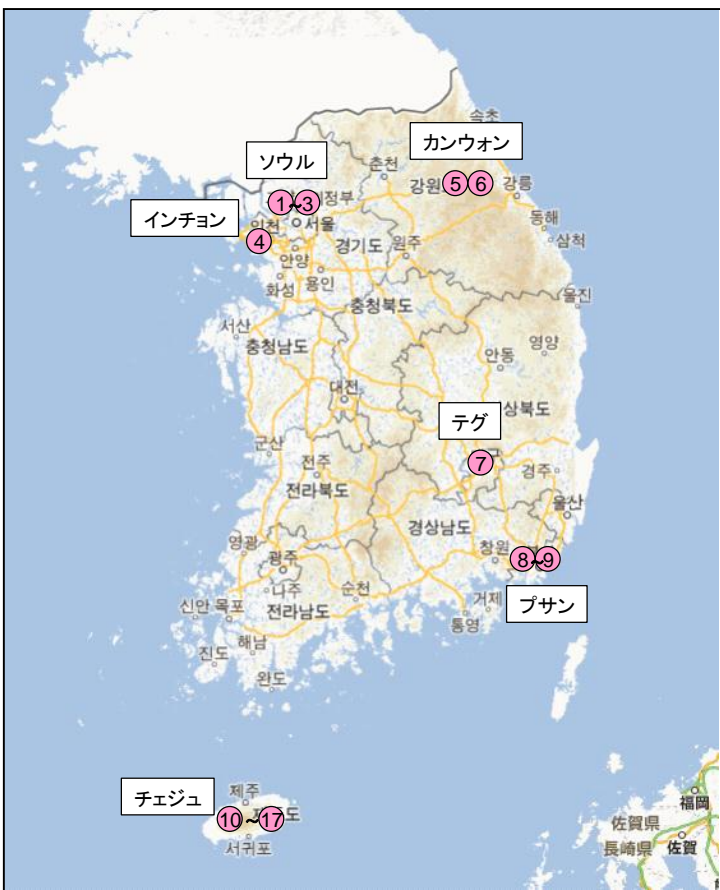 속초
カンウォン
ソウル
춘천
강원 5 6 강릉
1~3 의정부
インチョン
인천
서울
동해
4
경기도 원주
삼척
안양
화성 용인
울진
충청북도
서산
충청남도
영양
안동
대전
テグ
상북도
군산
7
전주
경주
전라북도
울산
경상남도
영광
창원 8~9
광주
나주
순천
거제
プサン
신안 목포
전라남도
통영
해남
진도
완도
チェジュ
제주
10~17 도
서귀포
福岡
佐賀県
長崎県 佐賀